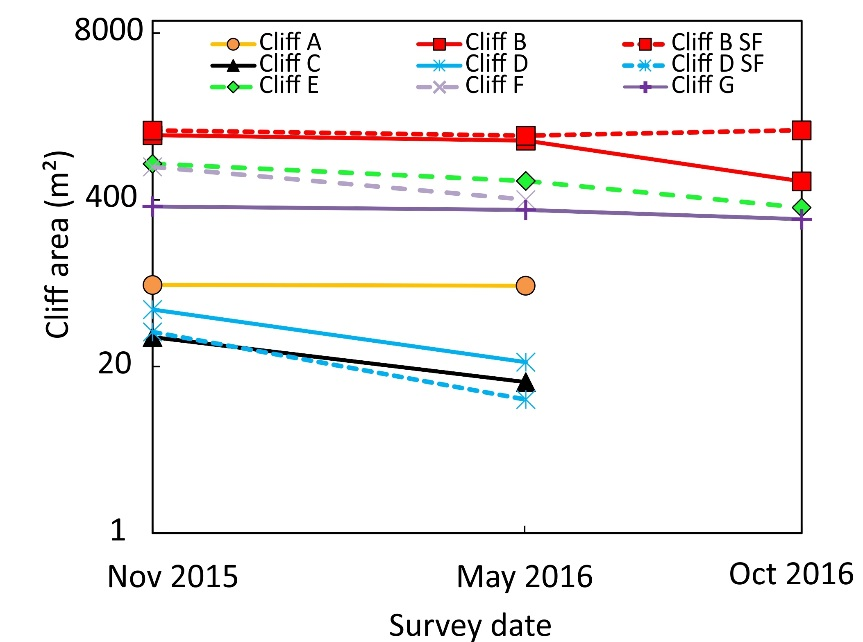 8000
Cliff A Cliff B Cliff B SF
Cliff C Cliff D Cliff D SF
Cliff E Cliff F Cliff G
Cliff area (m²)
400
20
1
Nov 2015 May 2016 Oct 2016
Survey date